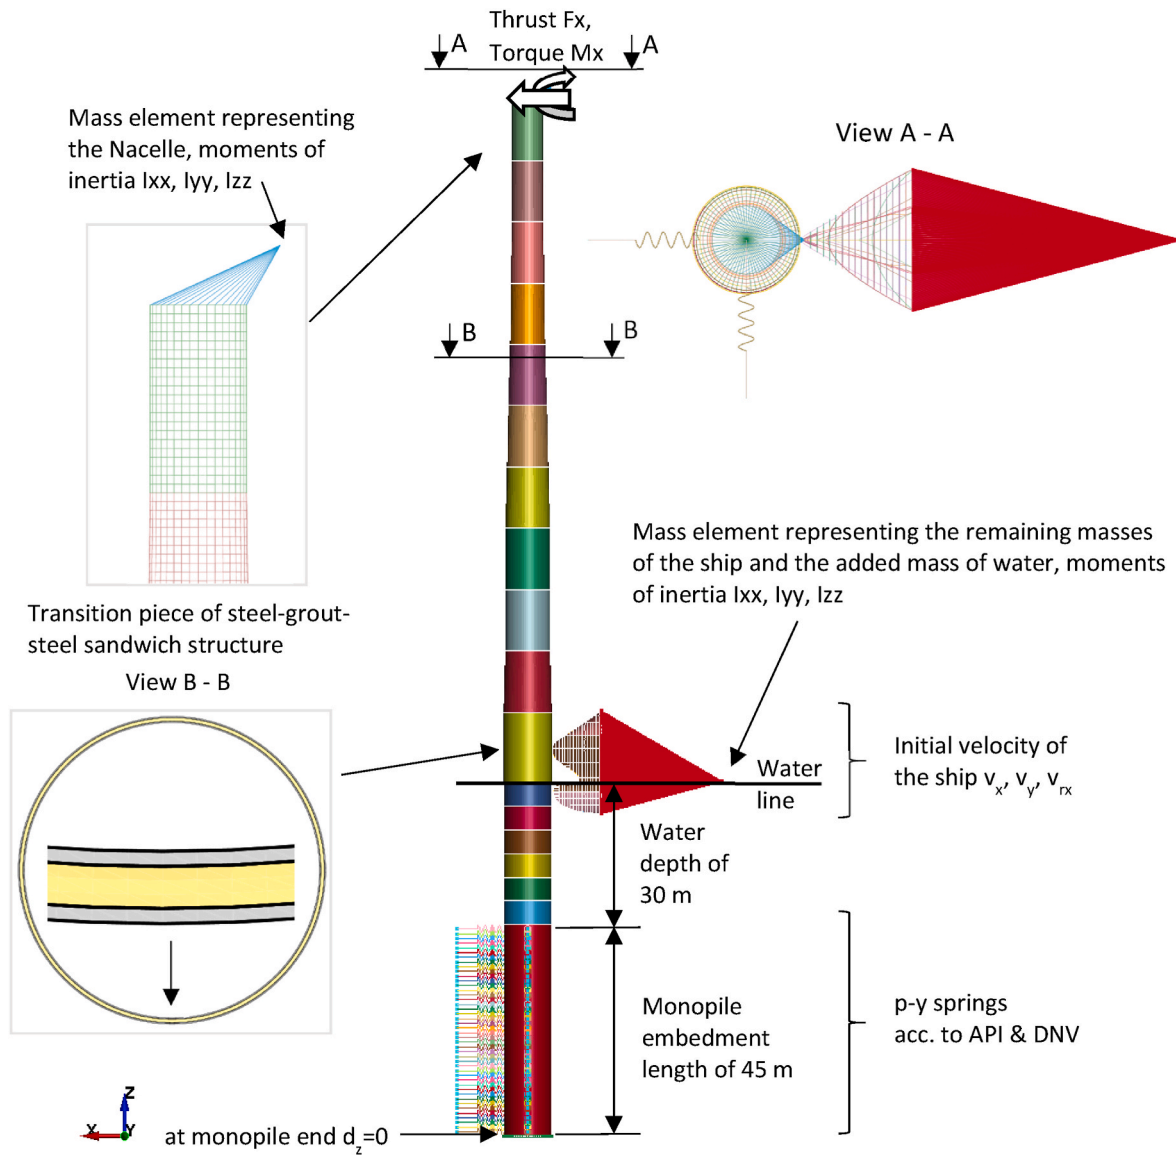 Thrust Fx,
Torque Mx
A
A
Mass element representing
the Nacelle, moments of
inertia Ixx, Iyy, Izz
View A - A
B
B
Transition piece of steel-grout-
steel sandwich structure
View B - B
Mass element representing the remaining masses
of the ship and the added mass of water, moments
of inertia Ixx, Iyy, Izz
Water
line
Initial velocity of
the ship vx, vy, vrx
Water
depth of
30 m
Monopile
embedment
length of 45 m
p-y springs
acc. to API & DNV
Z
X
Y
at monopile end dz=0